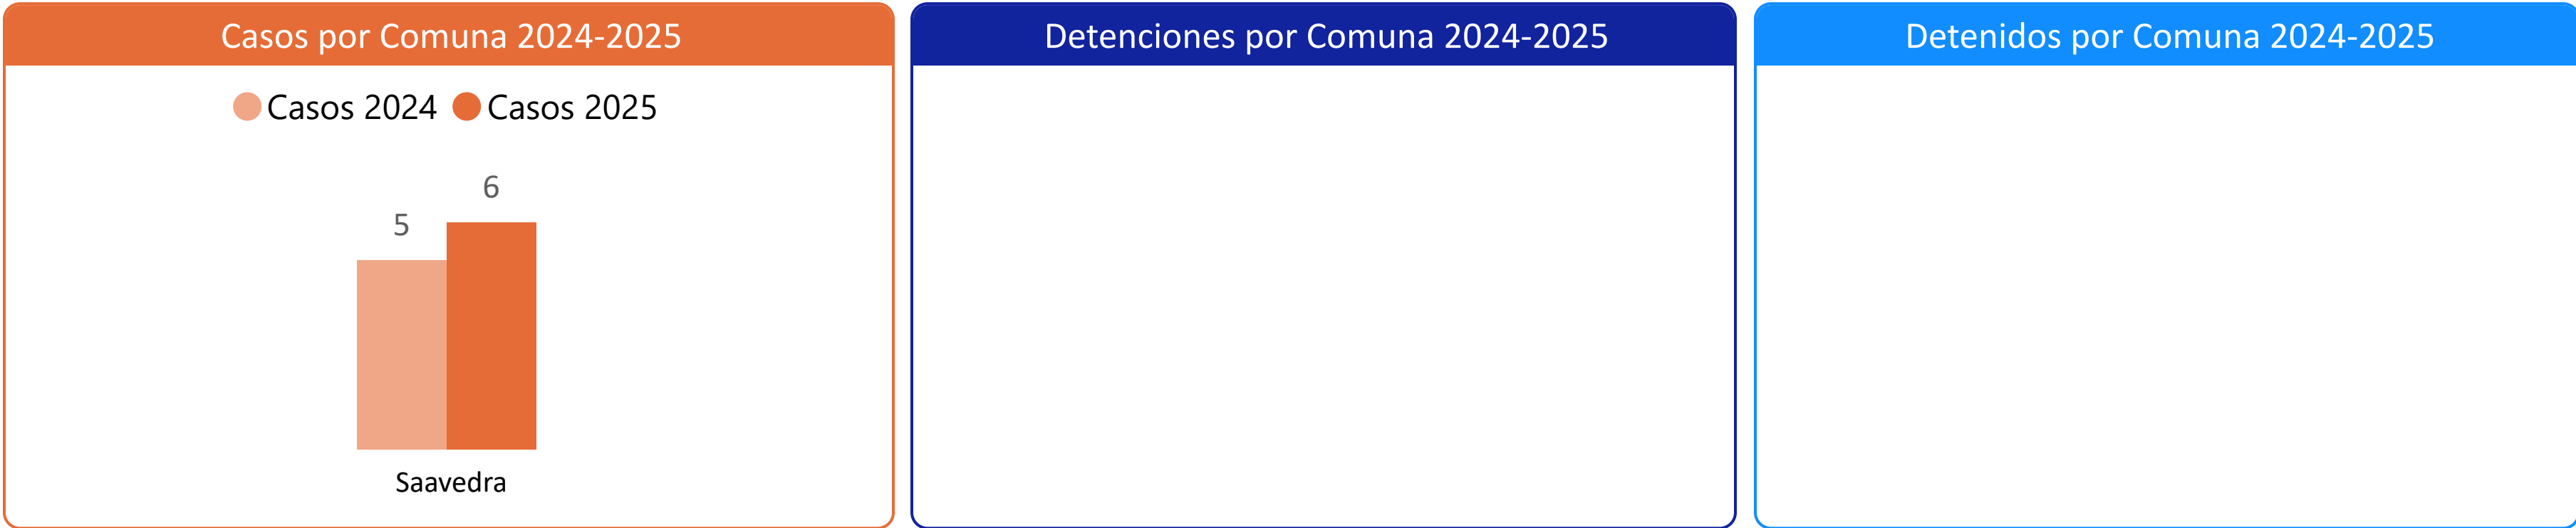 Casos por Comuna 2024-2025
Casos 2024 Casos 2025
5
6
Saavedra
Detenciones por Comuna 2024-2025
Detenidos por Comuna 2024-2025